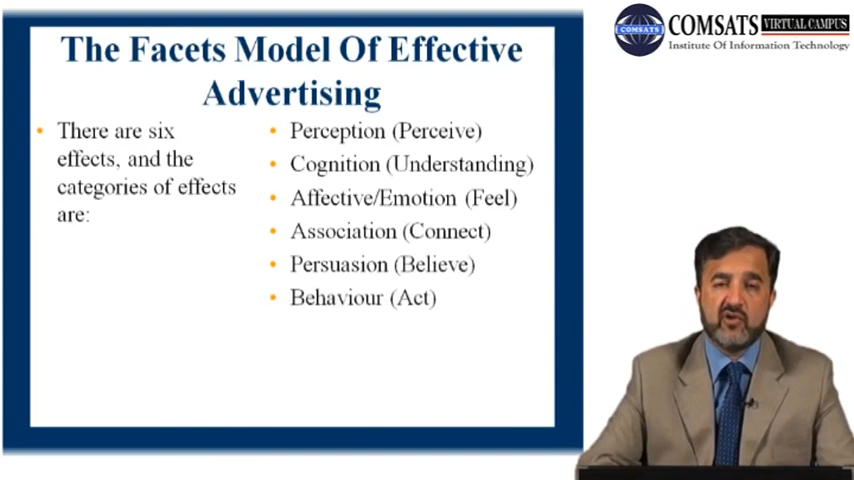 The Facets Model Of Effective
Advertising
• There are six
effects, and the
categories of effects
are:
• Perception (Perceive)
• Cognition (Understanding)
• Affective/Emotion (Feel)
• Association (Connect)
• Persuasion (Believe)
• Behaviour (Act)
COMSATS
COMSATS VIRTUAL CAMPUS
Institute Of Information Technology